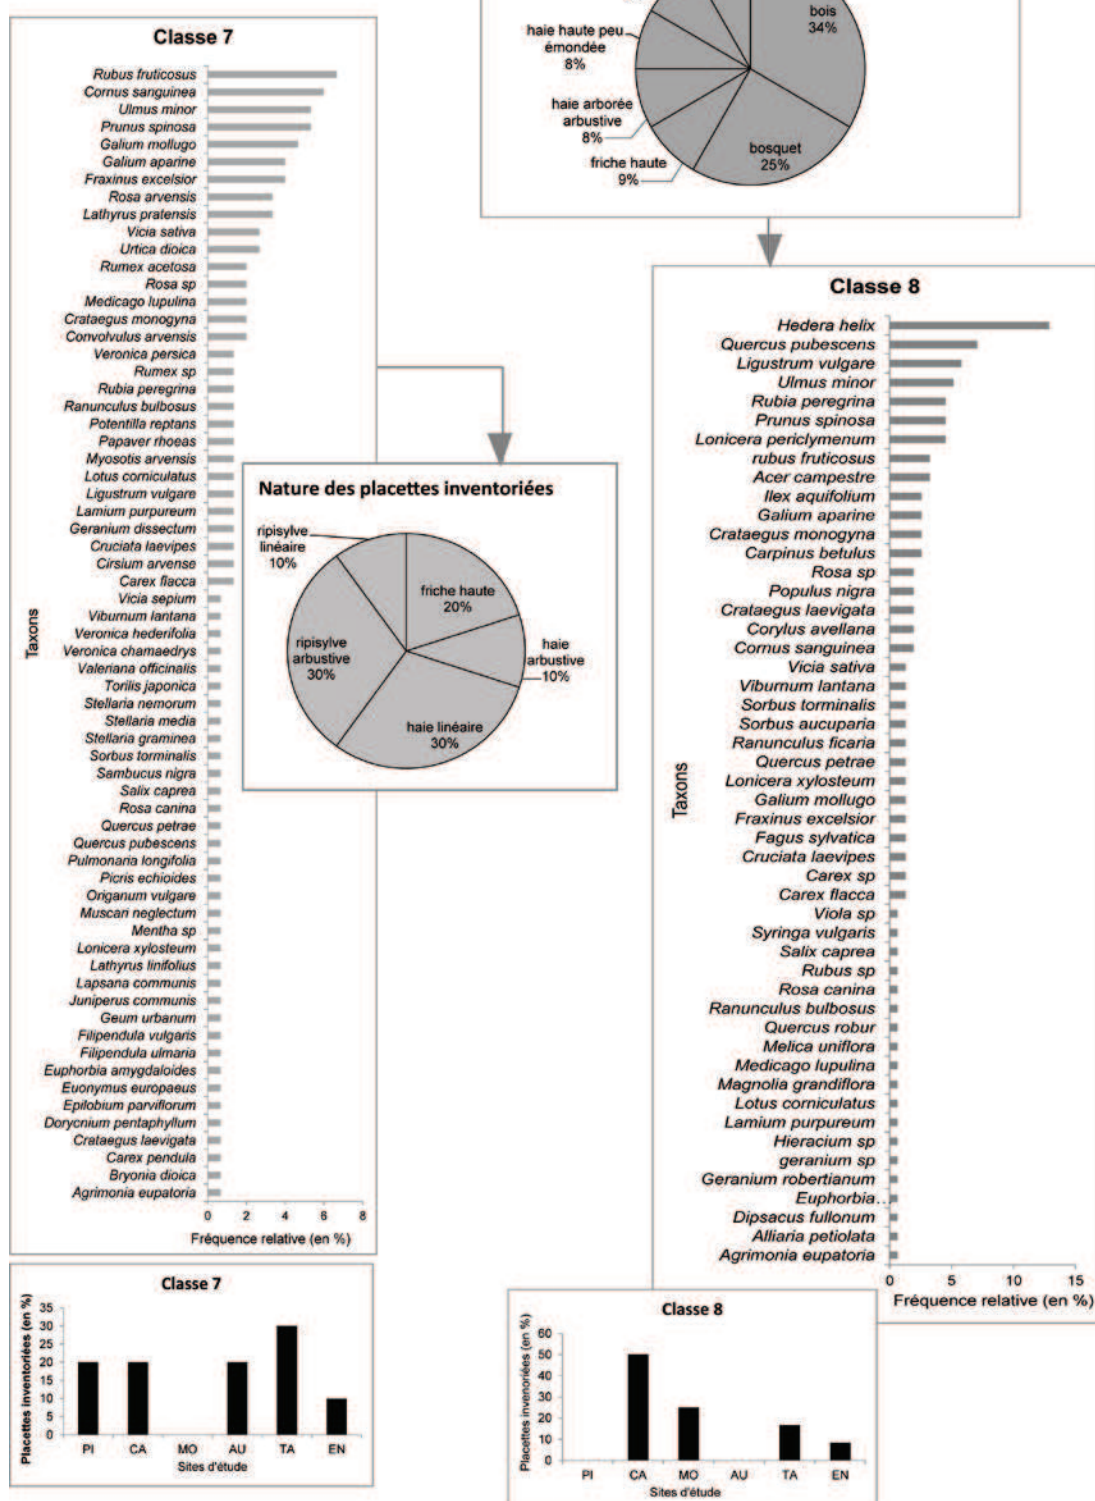 Classe 7
Rubus fruticosus
Cornus sanguinea
Ulmus minor
Prunus spinosa
Galium mollugo
Galium aparine
Fraxinus excelsior
Rosa arvensis
Lathyrus pratensis
Vicia sativa
Urtica dioica
Rumex acetosa
Rosa sp
Medicago lupulina
Crataegus monogyna
Convolvulus arvensis
Veronica persica
Rumex sp
Rubia peregrina
Ranunculus bulbosus
Potentilla reptans
Papaver rhoeas
Myosotis arvensis
Lotus corniculatus
Ligustrum vulgare
Lamium purpureum
Geranium dissectum
Cruciata laevipes
Cirsium arvense
Carex flacca
Vicia sepium
Viburnum lantana
Veronica hederifolia
Veronica chamaedrys
Valeriana officinalis
Torilis japonica
Stellaria nemorum
Stellaria media
Stellaria graminea
Sorbus torminalis
Sambucus nigra
Salix caprea
Rosa canina
Quercus petrae
Quercus pubescens
Pulmonaria longifolia
Picris echioides
Origanum vulgare
Muscari neglectum
Mentha sp
Lonicera xylosteum
Lathyrus linifolius
Lapsana communis
Juniperus communis
Geum urbanum
Filipendula vulgaris
Filipendula ulmaria
Euphorbia amygdaloides
Euonymus europaeus
Epilobium parviflorum
Dorycnium pentaphyllum
Crataegus laevigata
Carex pendula
Bryonia dioica
Agrimonia eupatoria
Taxons
0 2 4 6 8
Fréquence relative (en %)
bois
34%
haie haute peu
émondée
8%
haie arborée
arbustive
8%
friche haute
9%
bosquet
25%
Nature des placettes inventoriées
ripisylve
linéaire
10%
friche haute
20%
haie
arbustive
10%
ripisylve
arbustive
30%
haie linéaire
30%
Classe 8
Hedera helix
Quercus pubescens
Ligustrum vulgare
Ulmus minor
Rubia peregrina
Prunus spinosa
Lonicera periclymenum
rubus fruticosus
Acer campestre
Ilex aquifolium
Galium aparine
Crataegus monogyna
Carpinus betulus
Rosa sp
Populus nigra
Crataegus laevigata
Corylus avellana
Cornus sanguinea
Vicia sativa
Viburnum lantana
Sorbus torminalis
Sorbus aucuparia
Ranunculus ficaria
Quercus petrae
Lonicera xylosteum
Galium mollugo
Fraxinus excelsior
Fagus sylvatica
Cruciata laevipes
Carex sp
Carex flacca
Viola sp
Syringa vulgaris
Salix caprea
Rubus sp
Rosa canina
Ranunculus bulbosus
Quercus robur
Melica uniflora
Medicago lupulina
Magnolia grandiflora
Lotus corniculatus
Lamium purpureum
Hieracium sp
geranium sp
Geranium robertianum
Euphorbia...
Dipsacus fullonum
Alliaria petiolata
Agrimonia eupatoria
Taxons
0 5 10 15
Fréquence relative (en %)
Classe 7
Placettes inventoriées (en %)
35
30
25
20
15
10
5
0
PI CA MO AU TA EN
Sites d'étude
Classe 8
Placettes invenoriées (en %)
60
50
40
30
20
10
0
PI CA MO AU TA EN
Sites d'étude